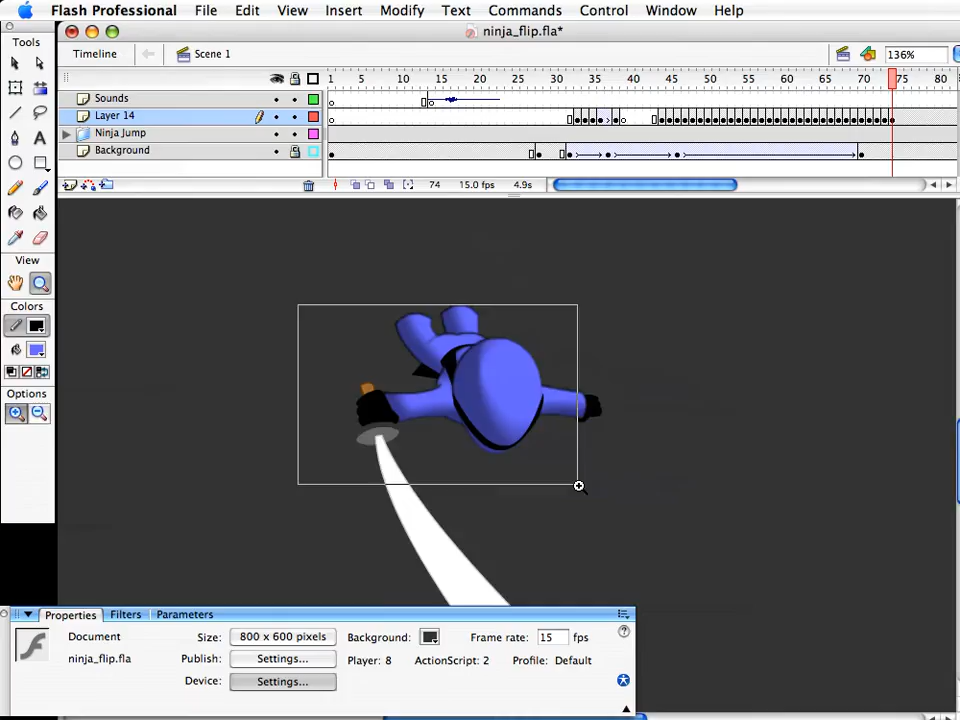 Flash Professional File Edit View Insert Modify Text Commands Control Window Help
Tools
ninja_flip.fla*
Timeline Scene 1 136%
1 5 10 15 20 25 30 35 40 45 50 55 60 65 70 75 80
Sounds
Layer 14
Ninja Jump
Background
74 15.0 fps 4.9s
A
View
Colors
Options
Properties Filters Parameters
Document Size: 800 x 600 pixels Background: Frame rate: 15 fps
ninja_flip.fla Publish: Settings... Player: 8 ActionScript: 2 Profile: Default
Device: Settings...